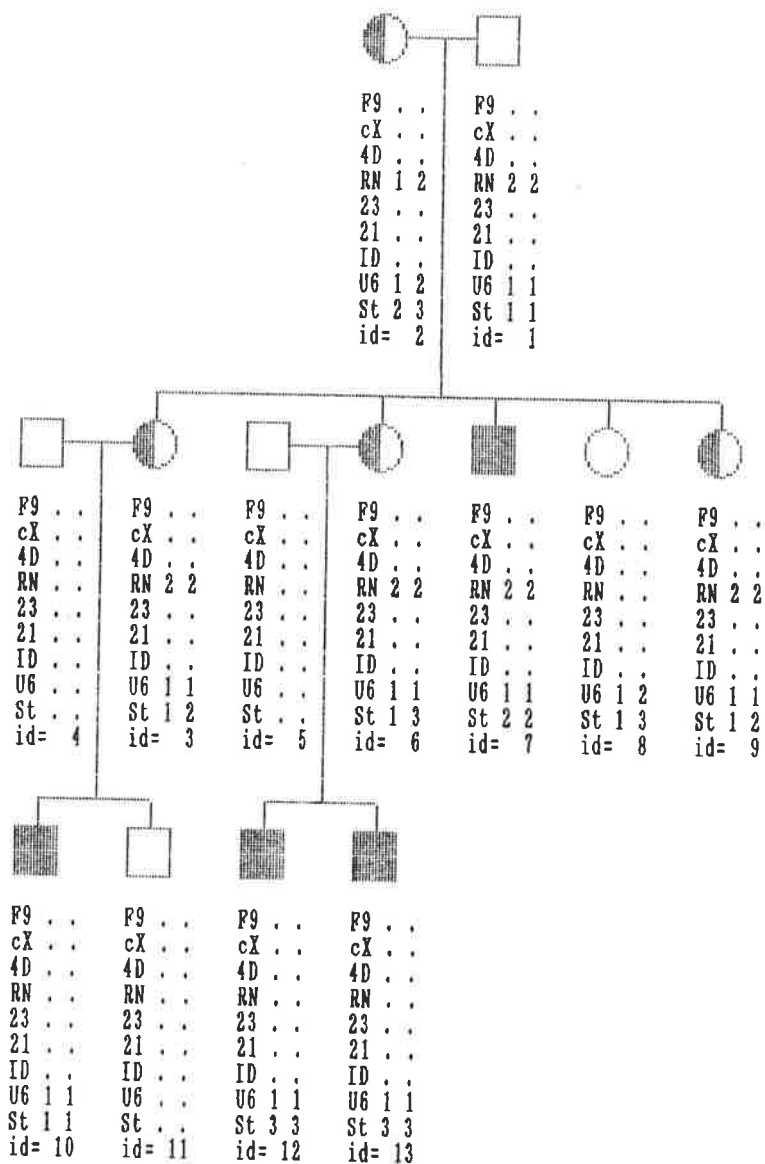 F9 . .
cX . .
4D . .
RN 1 2
23 . .
21 . .
ID . .
U6 1 2
St 2 3
id= 2
F9 . .
cX . .
4D . .
RN 2 2
23 . .
21 . .
ID . .
U6 1 1
St 1 1
id= 1
F9 . .
cX . .
4D . .
RN . .
23 . .
21 . .
ID . .
U6 . .
St . .
id= 4
F9 . .
cX . .
4D . .
RN 2 2
23 . .
21 . .
ID . .
U6 1 1
St 1 2
id= 3
F9 . .
cX . .
4D . .
RN . .
23 . .
21 . .
ID . .
U6 . .
St . .
id= 5
F9 . .
cX . .
4D . .
RN 2 2
23 . .
21 . .
ID . .
U6 1 1
St 1 3
id= 6
F9 . .
cX . .
4D . .
RN 2 2
23 . .
21 . .
ID . .
U6 1 1
St 2 2
id= 7
F9 . .
cX . .
4D . .
RN . .
23 . .
21 . .
ID . .
U6 1 2
St 1 3
id= 8
F9 . .
cX . .
4D . .
RN 2 2
23 . .
21 . .
ID . .
U6 1 1
St 1 2
id= 9
F9 . .
cX . .
4D . .
RN . .
23 . .
21 . .
ID . .
U6 1 1
St 1 1
id= 10
F9 . .
cX . .
4D . .
RN . .
23 . .
21 . .
ID . .
U6 . .
St . .
id= 11
F9 . .
cX . .
4D . .
RN . .
23 . .
21 . .
ID . .
U6 1 1
St 3 3
id= 12
F9 . .
cX . .
4D . .
RN . .
23 . .
21 . .
ID . .
U6 1 1
St 3 3
id= 13